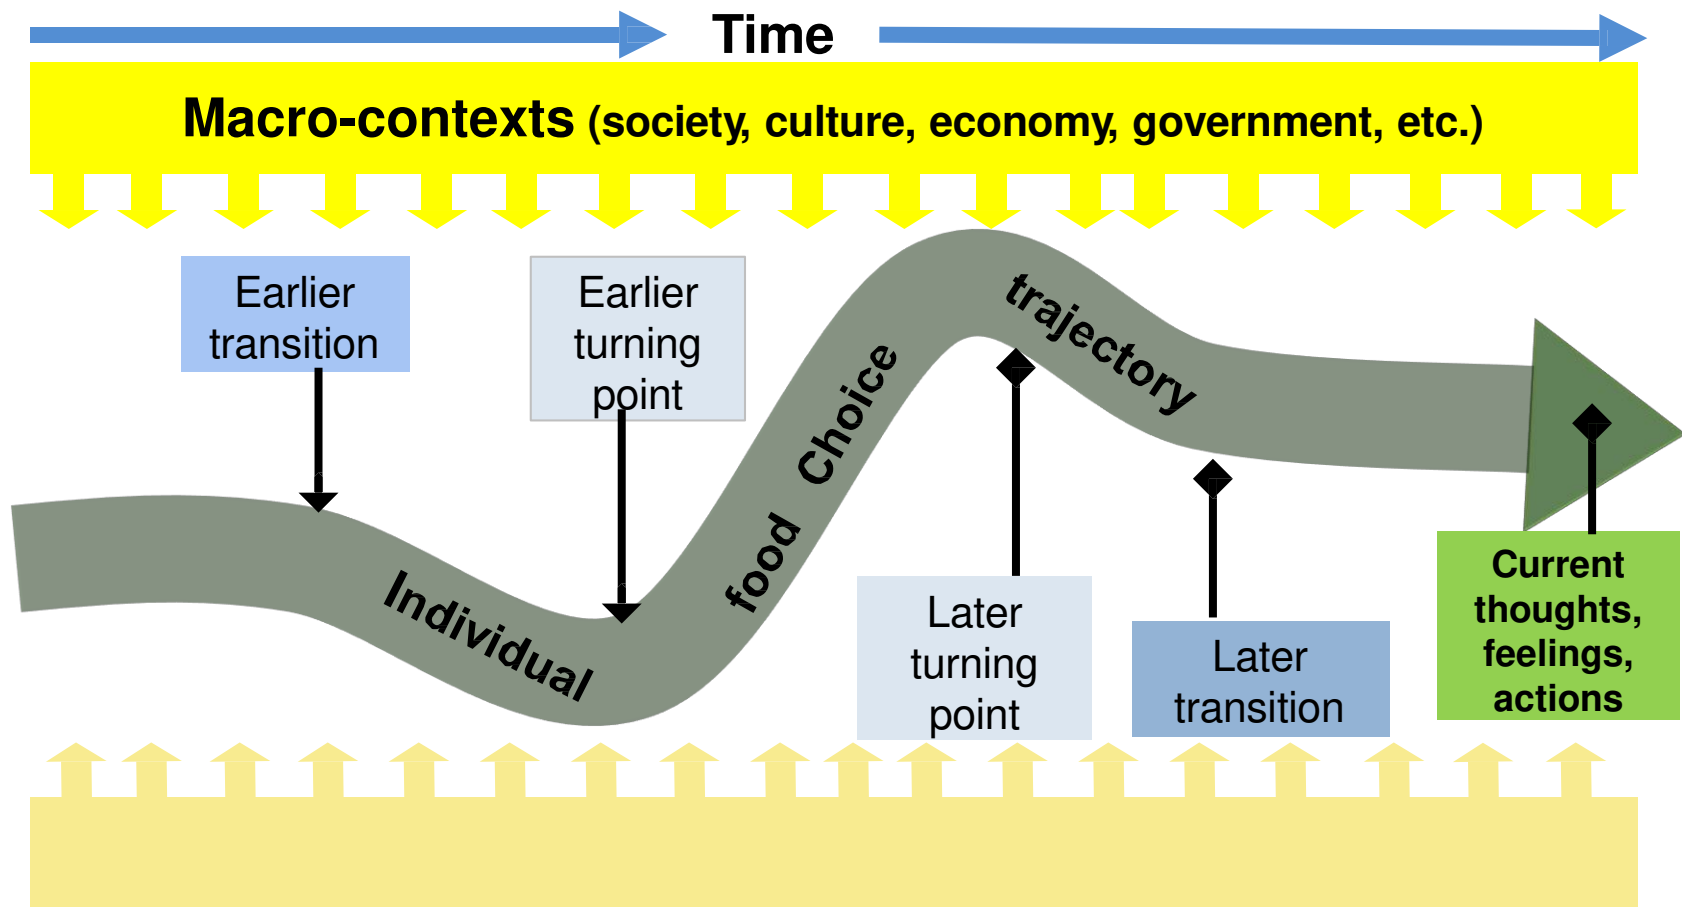 Time
Macro-contexts (society, culture, economy, government, etc.)
Earlier
transition
Earlier
turning
point
Individual
food Choice
trajectory
Later
turning
point
Later
transition
Current
thoughts,
feelings,
actions